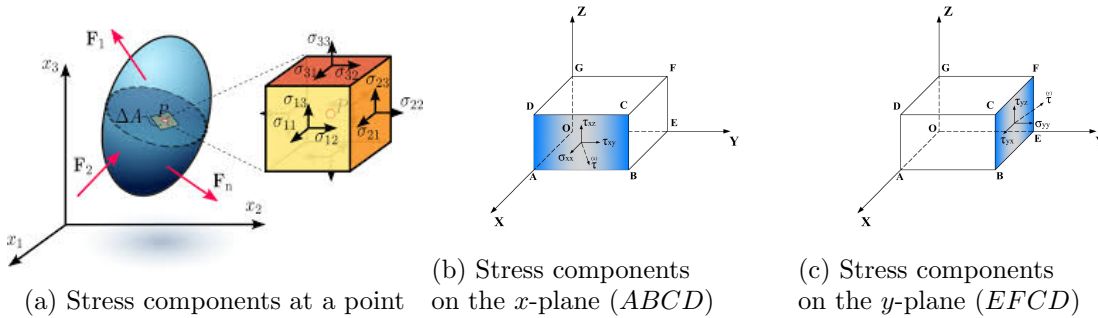 x₃
F₁
ΔA
P
F₂
Fₙ
x₂
x₁
σ₃₃
σ₃₁
σ₃₂
σ₁₃
σ₂₃
P
σ₂₂
σ₁₁
σ₁₂
σ₂₁
(a) Stress components at a point
Z
G
F
D
C
O
τxz
E
Y
τxy
σxx
τ
A
B
X
(b) Stress components
on the x-plane (ABCD)
Z
G
F
D
C
τyz
τ
O
σyy
τyx
E
Y
A
B
X
(c) Stress components
on the y-plane (EFCD)